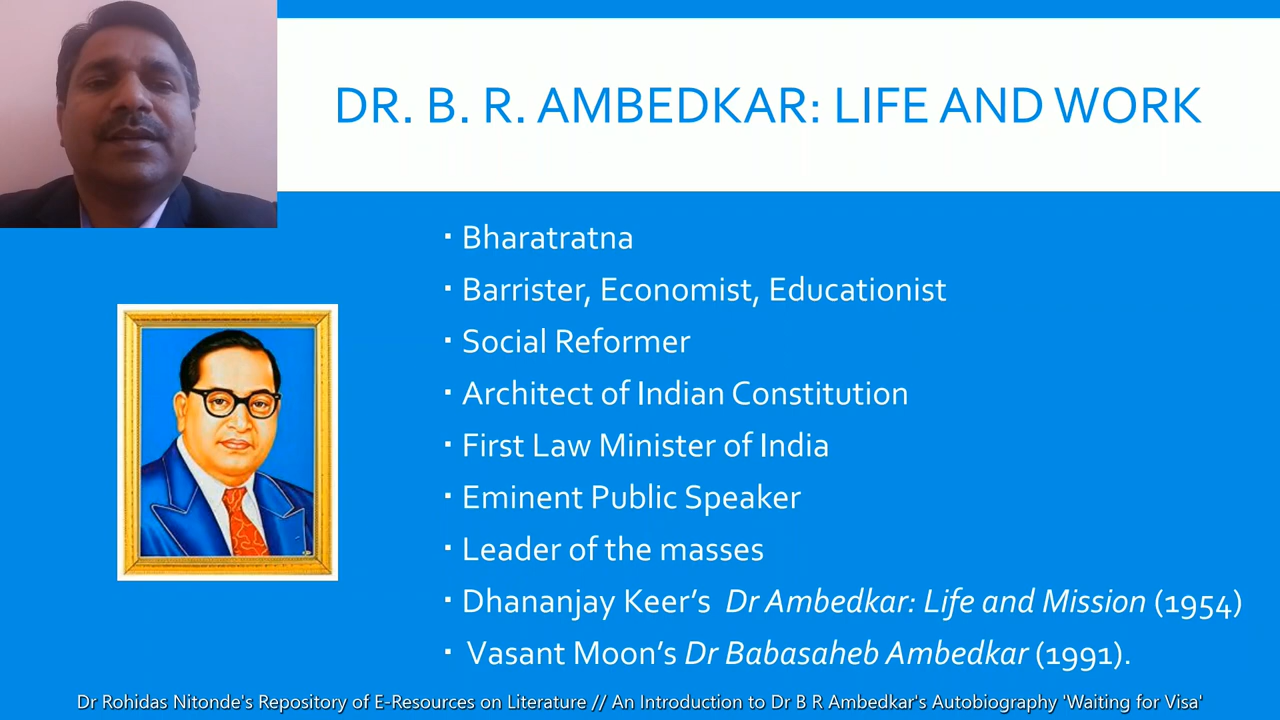 DR. B. R. AMBEDKAR: LIFE AND WORK
▪ Bharatratna
▪ Barrister, Economist, Educationist
▪ Social Reformer
▪ Architect of Indian Constitution
▪ First Law Minister of India
▪ Eminent Public Speaker
▪ Leader of the masses
▪ Dhananjay Keer’s Dr Ambedkar: Life and Mission (1954)
▪ Vasant Moon’s Dr Babasaheb Ambedkar (1991).
Dr Rohidas Nitonde's Repository of E-Resources on Literature // An Introduction to Dr B R Ambedkar's Autobiography 'Waiting for Visa'